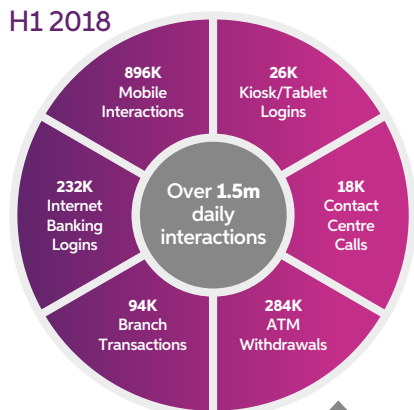 H1 2018
896K
Mobile
Interactions
26K
Kiosk/Tablet
Logins
232K
Internet
Banking
Logins
Over 1.5m
daily
interactions
18K
Contact
Centre
Calls
94K
Branch
Transactions
284K
ATM
Withdrawals